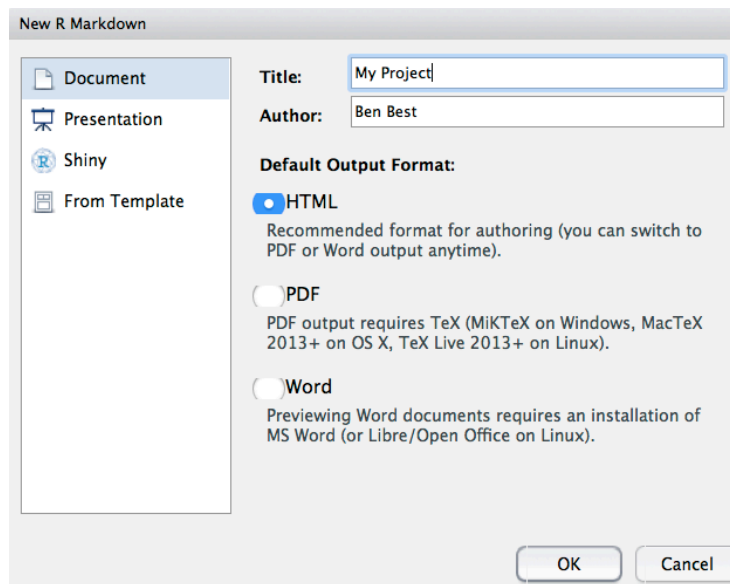 New R Markdown
Document
Presentation
R Shiny
From Template
Title: My Project
Author: Ben Best
Default Output Format:
HTML
Recommended format for authoring (you can switch to
PDF or Word output anytime).
PDF
PDF output requires TeX (MiKTeX on Windows, MacTeX
2013+ on OS X, TeX Live 2013+ on Linux).
Word
Previewing Word documents requires an installation of
MS Word (or Libre/Open Office on Linux).
OK Cancel